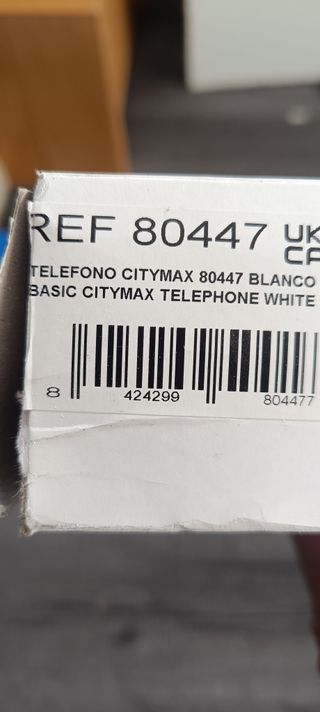 REF 80447 UK
CA
TELEFONO CITYMAX 80447 BLANCO
BASIC CITYMAX TELEPHONE WHITE
8 424299 804477